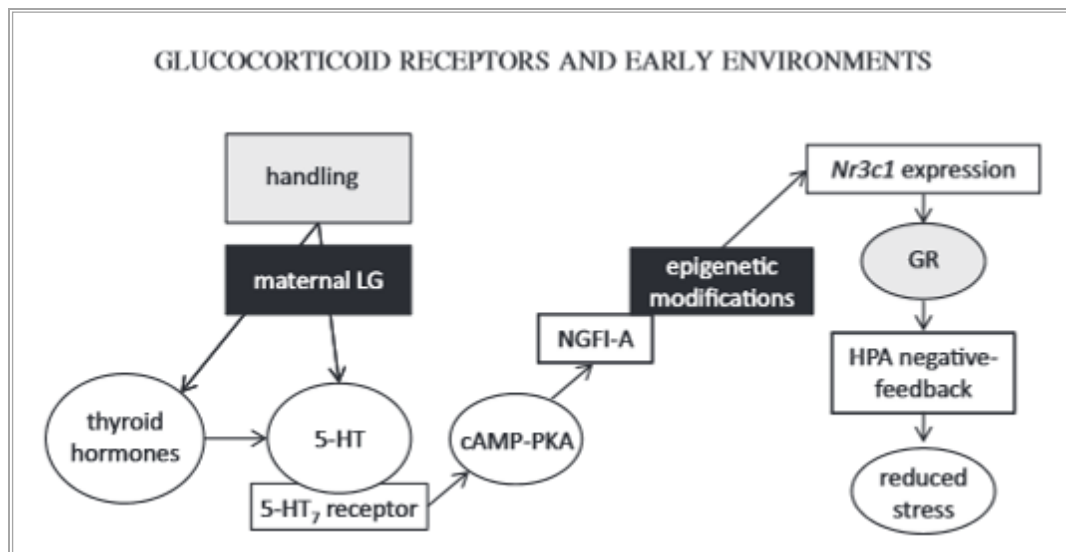 GLUCOCORTICOID RECEPTORS AND EARLY ENVIRONMENTS
handling
maternal LG
thyroid
hormones
5-HT
5-HT₇ receptor
cAMP-PKA
NGFI-A
epigenetic
modifications
Nr3c1 expression
GR
HPA negative-
feedback
reduced
stress